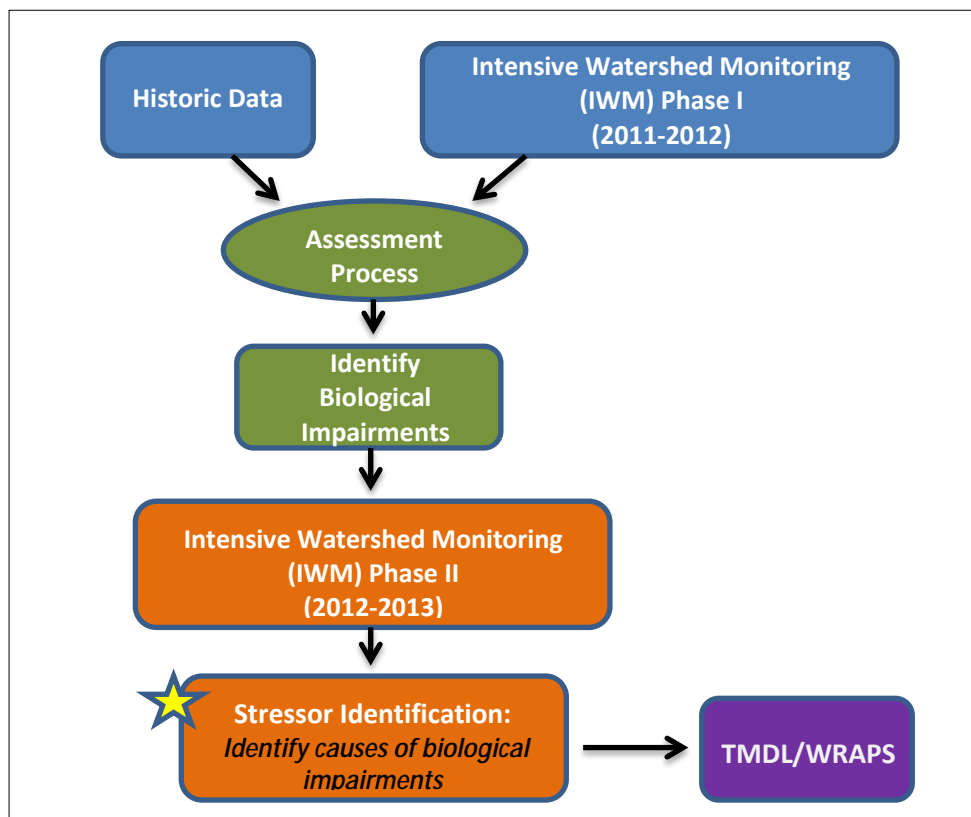 Historic Data
Intensive Watershed Monitoring
(IWM) Phase I
(2011-2012)
Assessment
Process
Identify
Biological
Impairments
Intensive Watershed Monitoring
(IWM) Phase II
(2012-2013)
Stressor Identification:
Identify causes of biological
impairments
TMDL/WRAPS